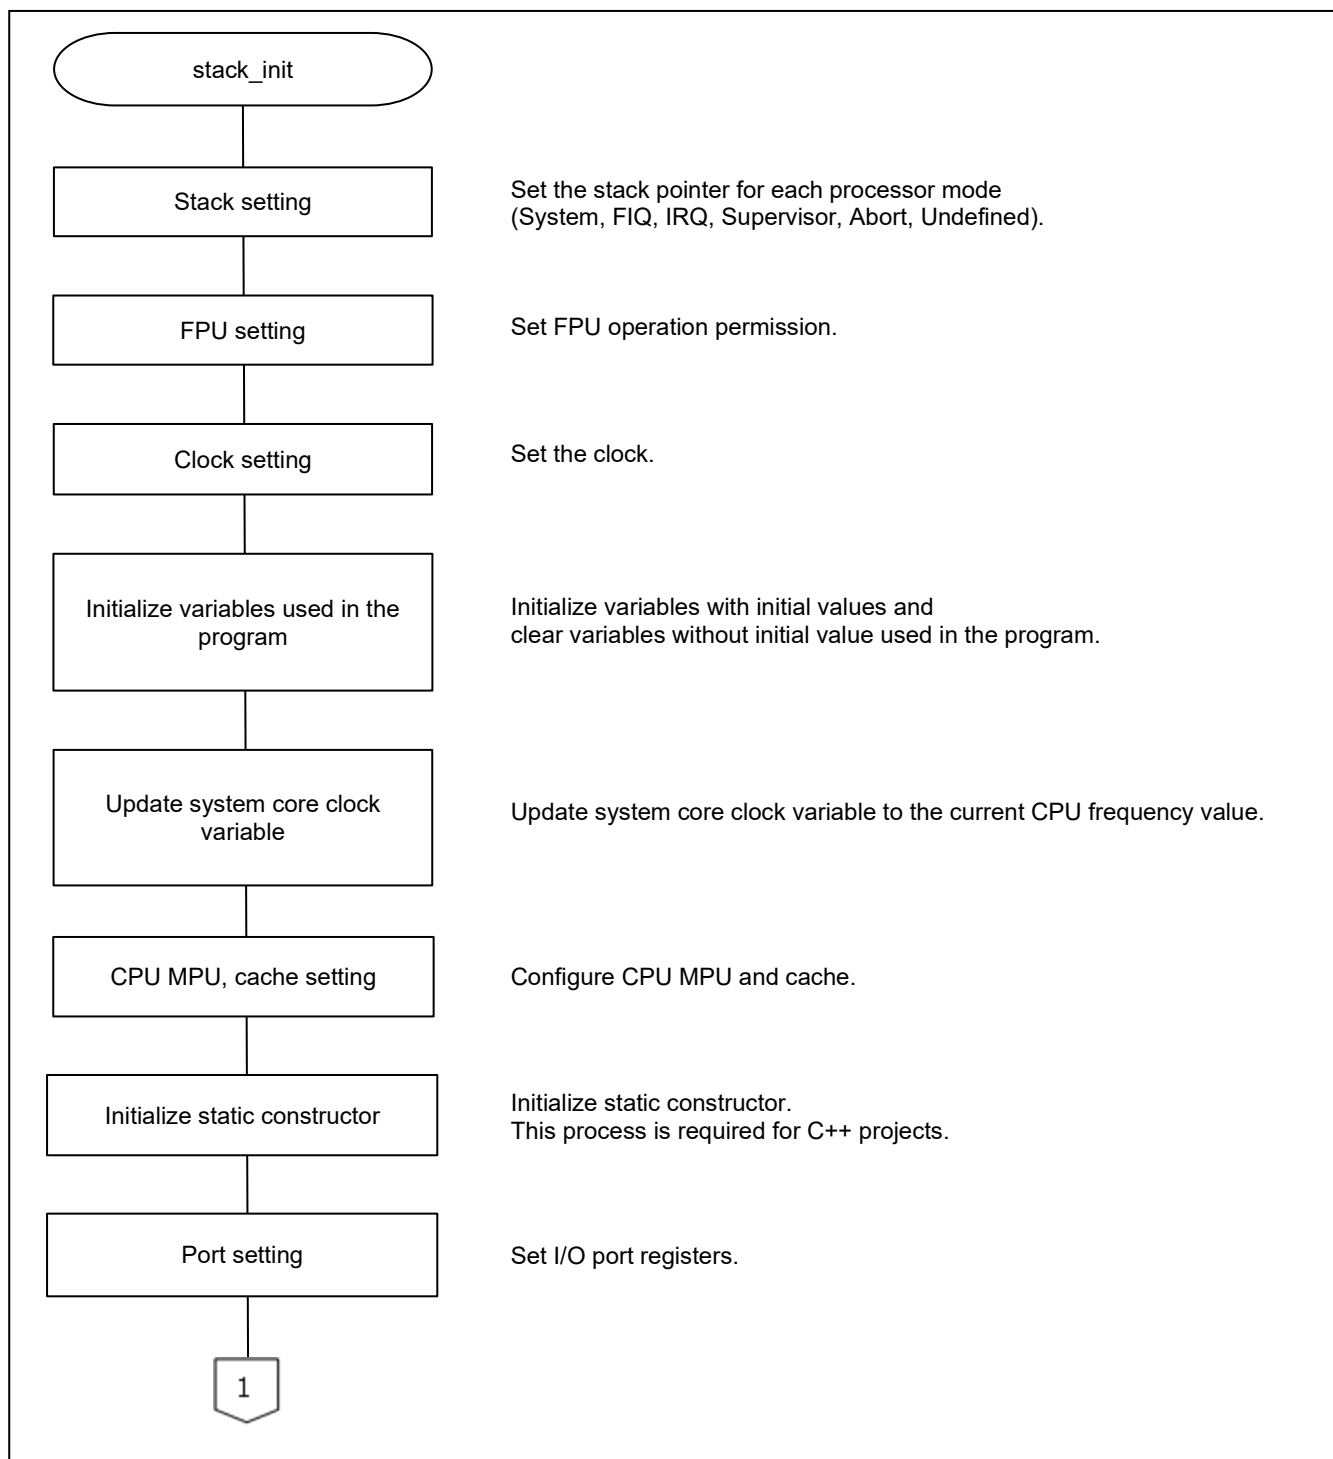 stack_init
Stack setting
Set the stack pointer for each processor mode
(System, FIQ, IRQ, Supervisor, Abort, Undefined).
FPU setting
Set FPU operation permission.
Clock setting
Set the clock.
Initialize variables used in the
program
Initialize variables with initial values and
clear variables without initial value used in the program.
Update system core clock
variable
Update system core clock variable to the current CPU frequency value.
CPU MPU, cache setting
Configure CPU MPU and cache.
Initialize static constructor
Initialize static constructor.
This process is required for C++ projects.
Port setting
Set I/O port registers.
1